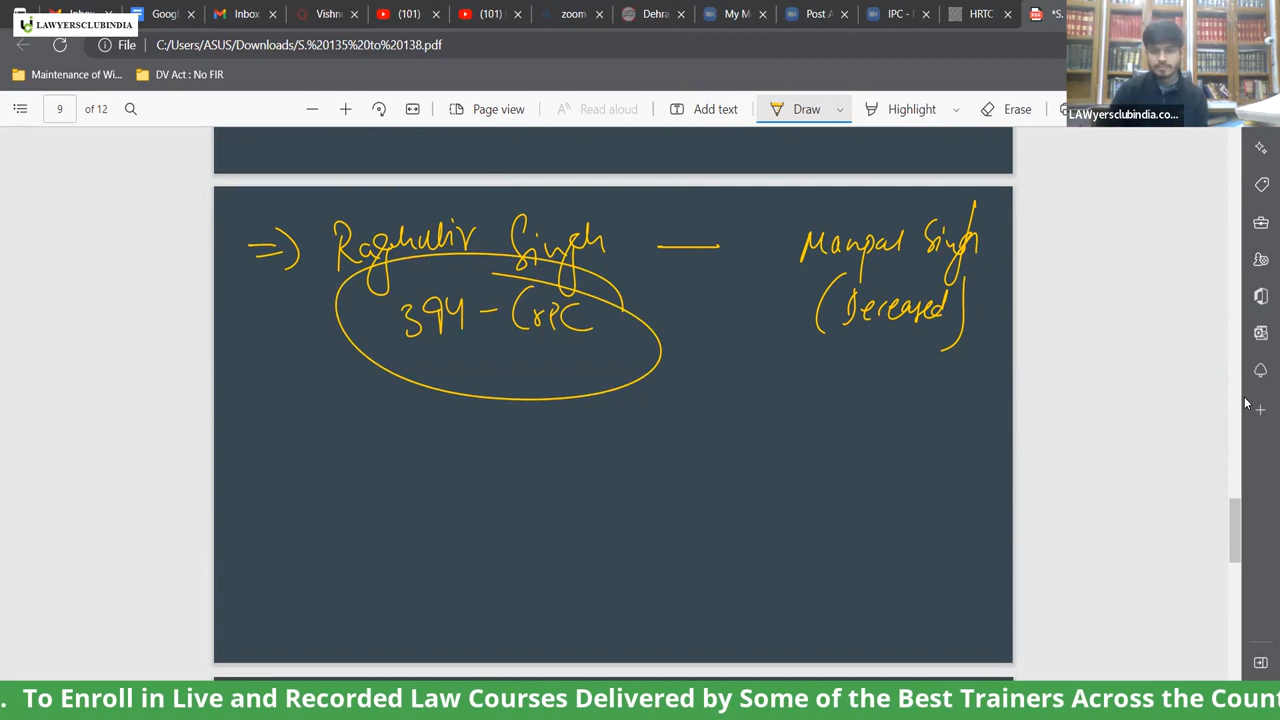 LAWYERSCLUBINDIA
Inbox
Googl
Inbox
Vishn
(101)
(101)
Dehra
My M
Post
PC
HRTC
File
C:/Users/ASUS/Downloads/S.%20135%20to%20138.pdf
Maintenance of Wi...
DV Act : No FIR
9 of 12
Page view
Read aloud
Add text
Draw
Highlight
Erase
LAWyersclubindia.co...
=> Raghubir Singh — Manpal Singh
394 - CrPC (Deceased)
. To Enroll in Live and Recorded Law Courses Delivered by Some of the Best Trainers Across the Coun